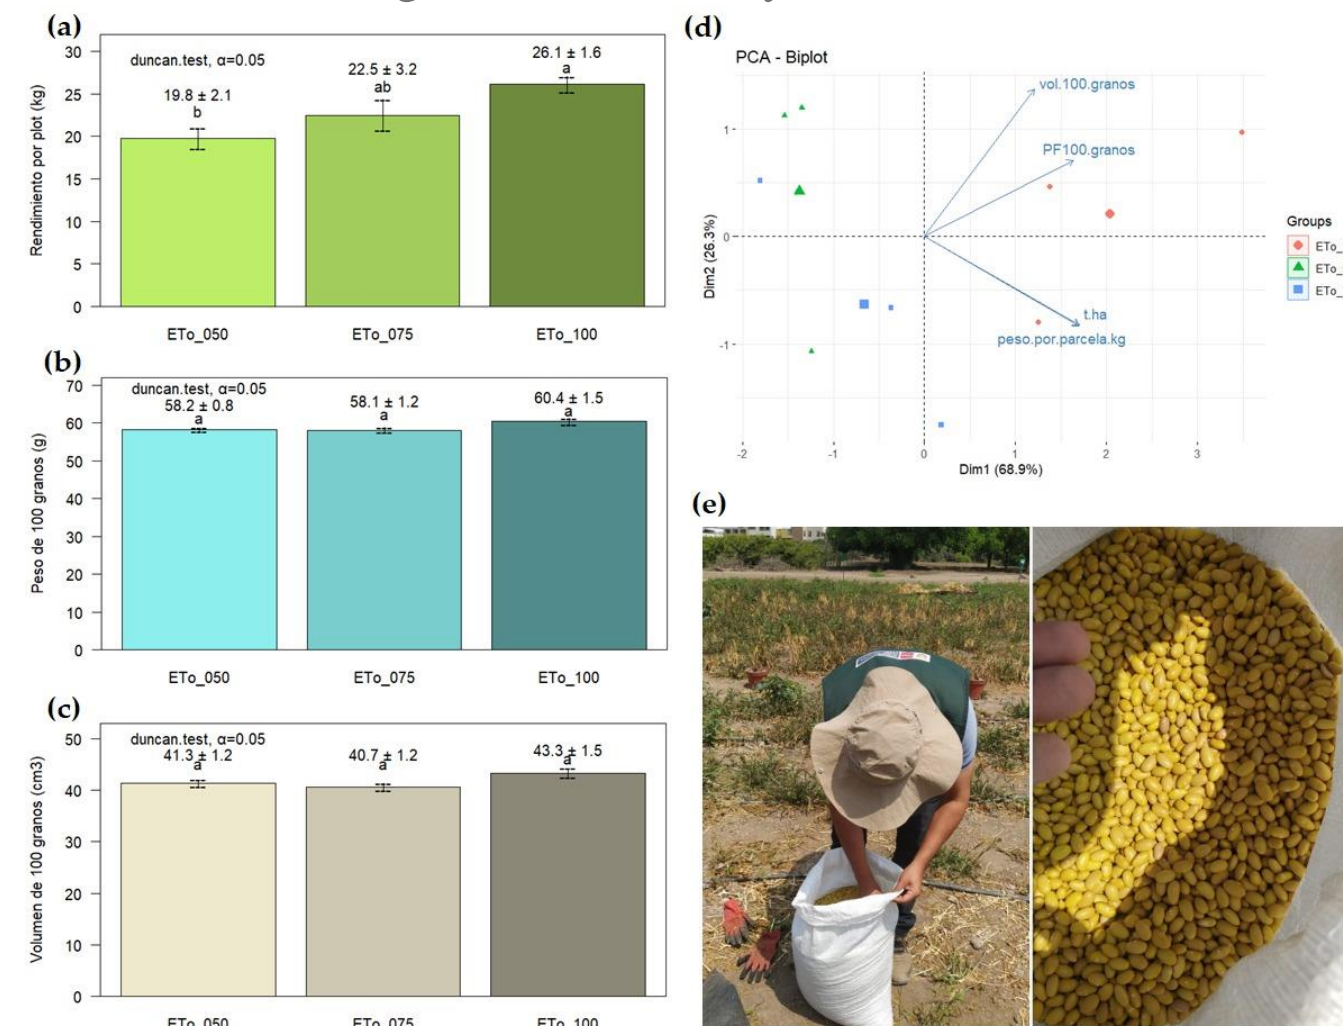 (a)
30
25
20
15
10
5
0
Rendimiento por plot (kg)
duncan.test, α=0.05
19.8 ± 2.1
b
22.5 ± 3.2
ab
26.1 ± 1.6
a
ETo_050
ETo_075
ETo_100
(b)
70
60
50
40
30
20
10
0
Peso de 100 granos (g)
duncan.test, α=0.05
58.2 ± 0.8
a
58.1 ± 1.2
a
60.4 ± 1.5
a
ETo_050
ETo_075
ETo_100
(c)
50
40
30
20
10
0
Volumen de 100 granos (cm3)
duncan.test, α=0.05
41.3 ± 1.2
a
40.7 ± 1.2
a
43.3 ± 1.5
a
ETo_050
ETo_075
ETo_100
(d)
PCA - Biplot
vol.100.granos
PF100.granos
t.ha
peso.por.parcela.kg
1
0
-1
Dim2 (26.3%)
-2
-1
0
1
2
3
Dim1 (68.9%)
Groups
ETo_
ETo_
ETo_
(e)